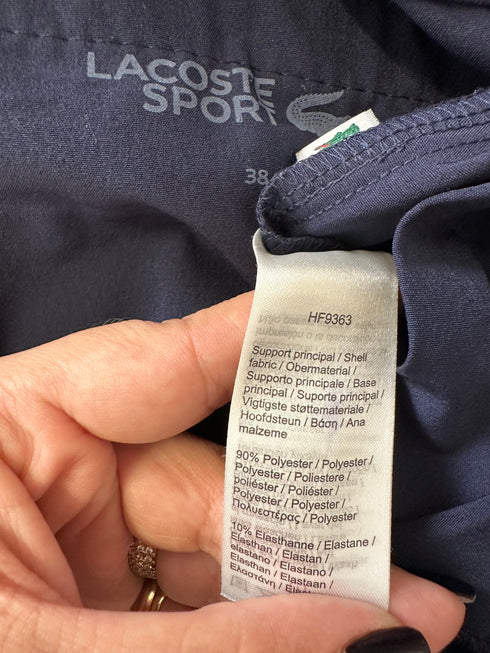 LACOSTE
SPORT
38
HF9363
Support principal / Shell
fabric / Obermaterial /
Supporto principale / Base
principal / Suporte principal /
Vigtigste støttemateriale /
Hoofdsteun / Βάση / Ana
malzeme
90% Polyester / Polyester /
Polyester / Poliestere /
poliéster / Poliéster /
Polyester / Polyester /
Πολυεστέρας / Polyester
10% Elasthanne / Elastane /
Elasthan / Elastan /
elastano / Elastano /
Elasthan / Elastaan /
Ελαστάνη / Elastan